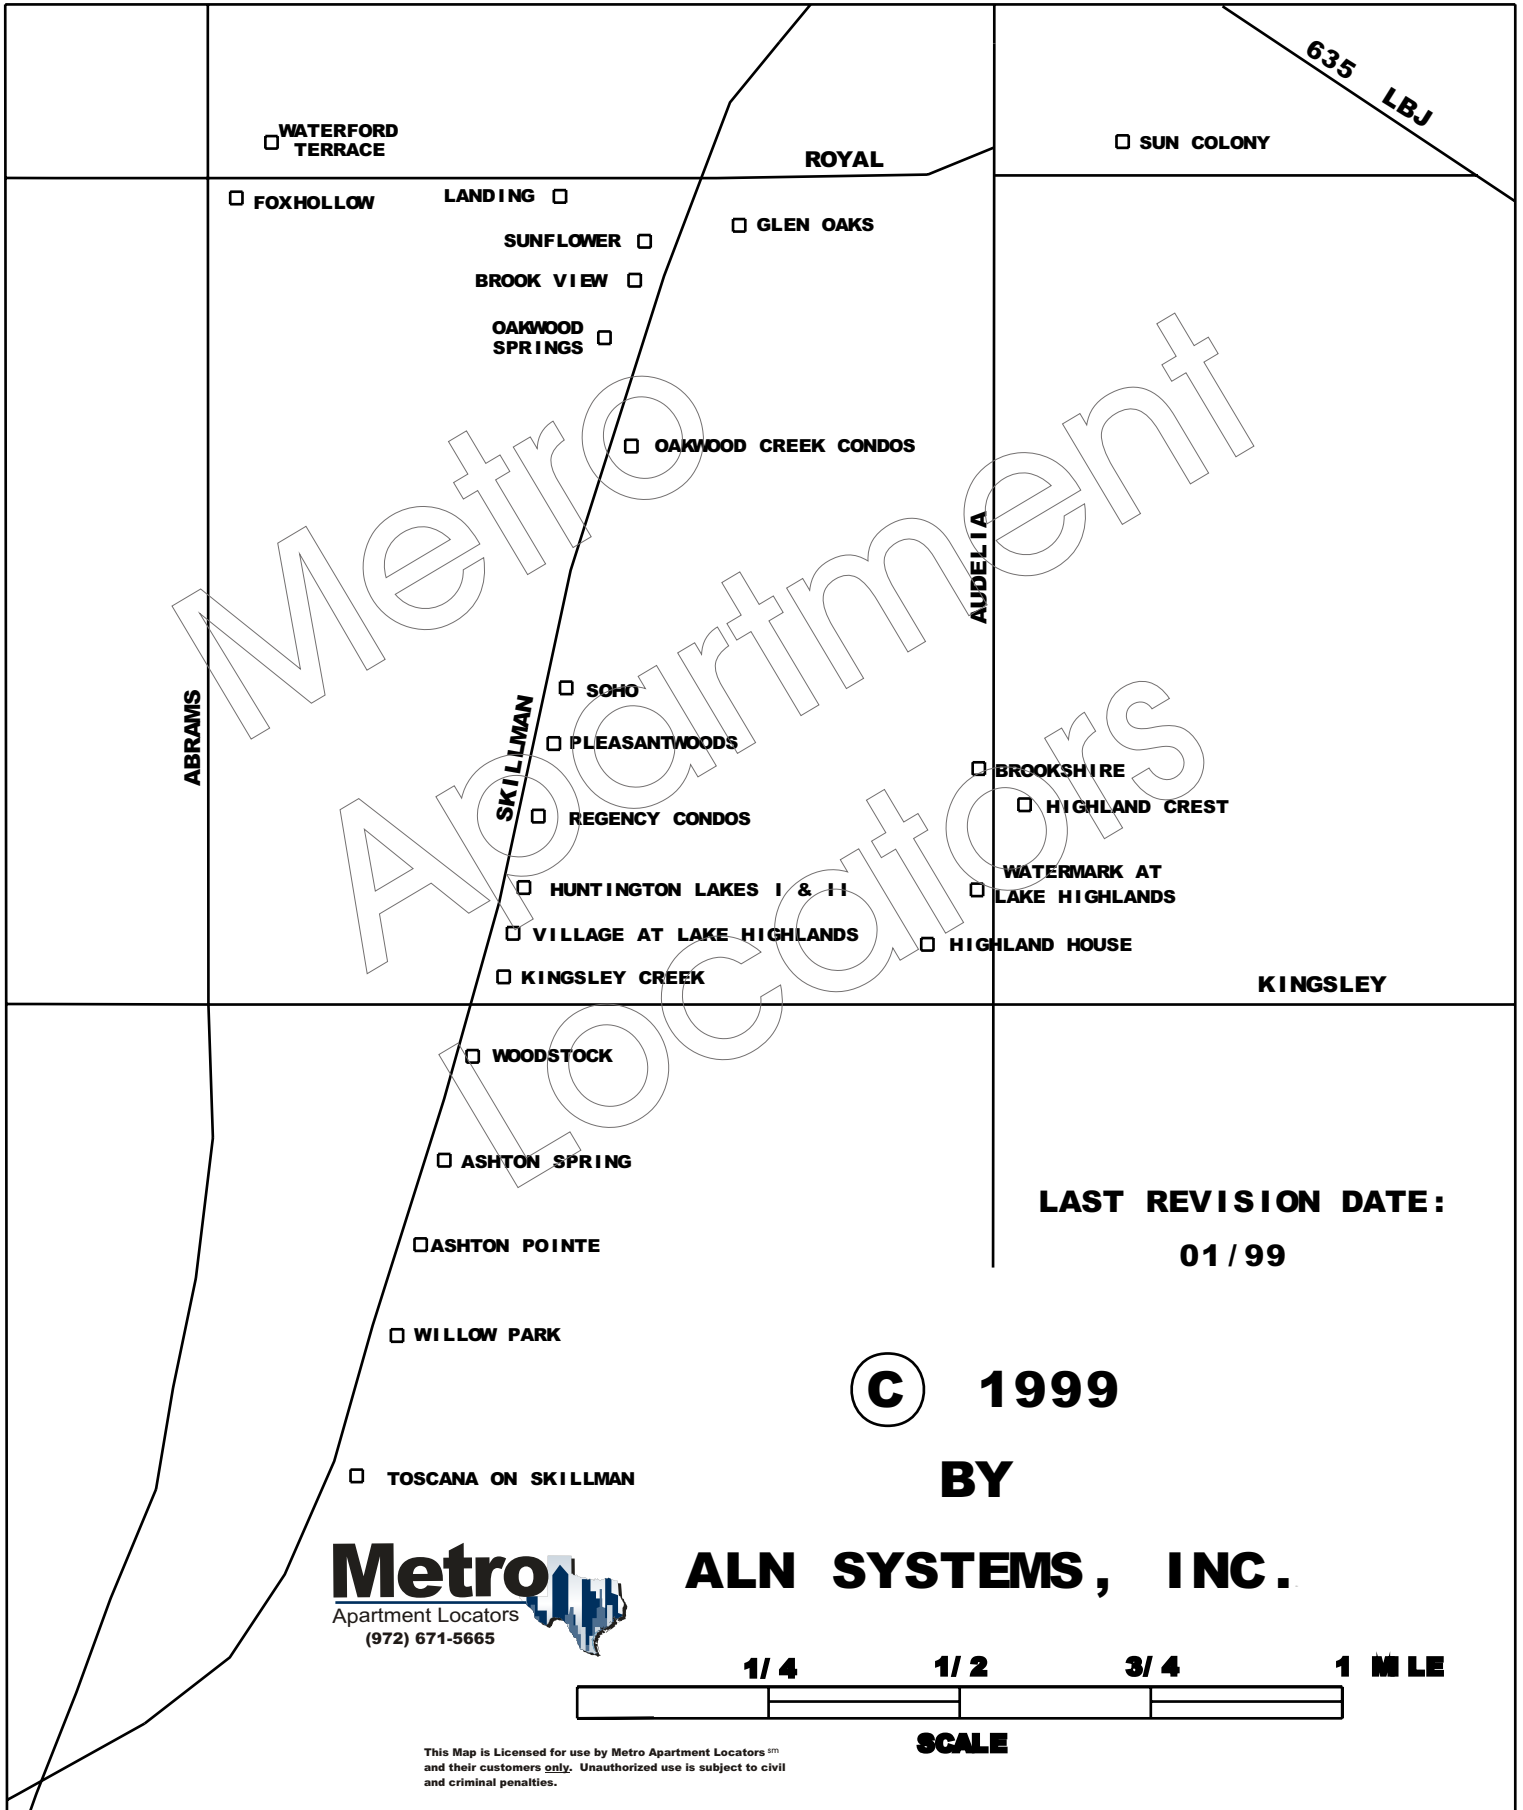 635 LBJ
WATERFORD
TERRACE
ROYAL
SUN COLONY
FOXHOLLOW
LANDING
GLEN OAKS
SUNFLOWER
BROOK VIEW
OAKWOOD
SPRINGS
OAKWOOD CREEK CONDOS
AUDELIA
ABRAMS
SKILLMAN
SOHO
PLEASANTWOODS
BROOKSHIRE
HIGHLAND CREST
REGENCY CONDOS
WATERMARK AT
LAKE HIGHLANDS
HUNTINGTON LAKES I & II
VILLAGE AT LAKE HIGHLANDS
HIGHLAND HOUSE
KINGSLEY CREEK
KINGSLEY
Metro
Apartment
Locators
WOODSTOCK
ASHTON SPRING
ASHTON POINTE
WILLOW PARK
TOSCANA ON SKILLMAN
LAST REVISION DATE:
01/99
C 1999
BY
ALN SYSTEMS, INC.
Metro
Apartment Locators
(972) 671-5665
1/4 1/2 3/4 1 MILE
SCALE
This Map is Licensed for use by Metro Apartment Locators sm
and their customers only. Unauthorized use is subject to civil
and criminal penalties.